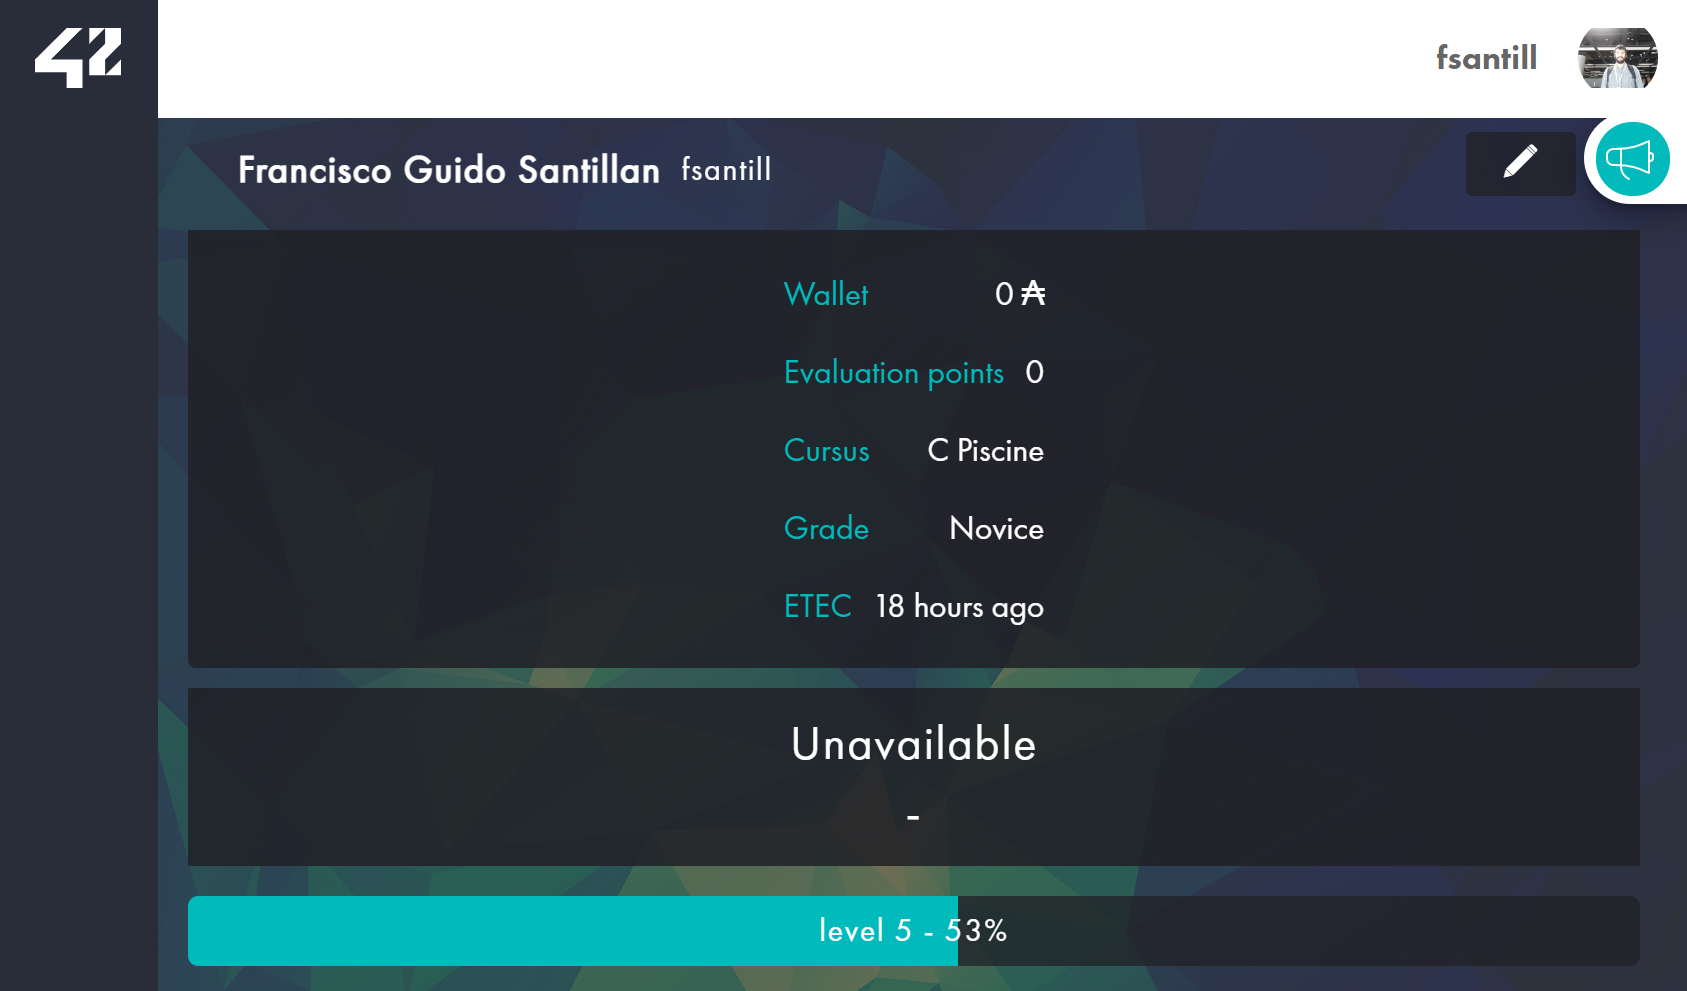 42
fsantill
Francisco Guido Santillan fsantill
Wallet 0 ₳
Evaluation points 0
Cursus C Piscine
Grade Novice
ETEC 18 hours ago
Unavailable
-
level 5 - 53%